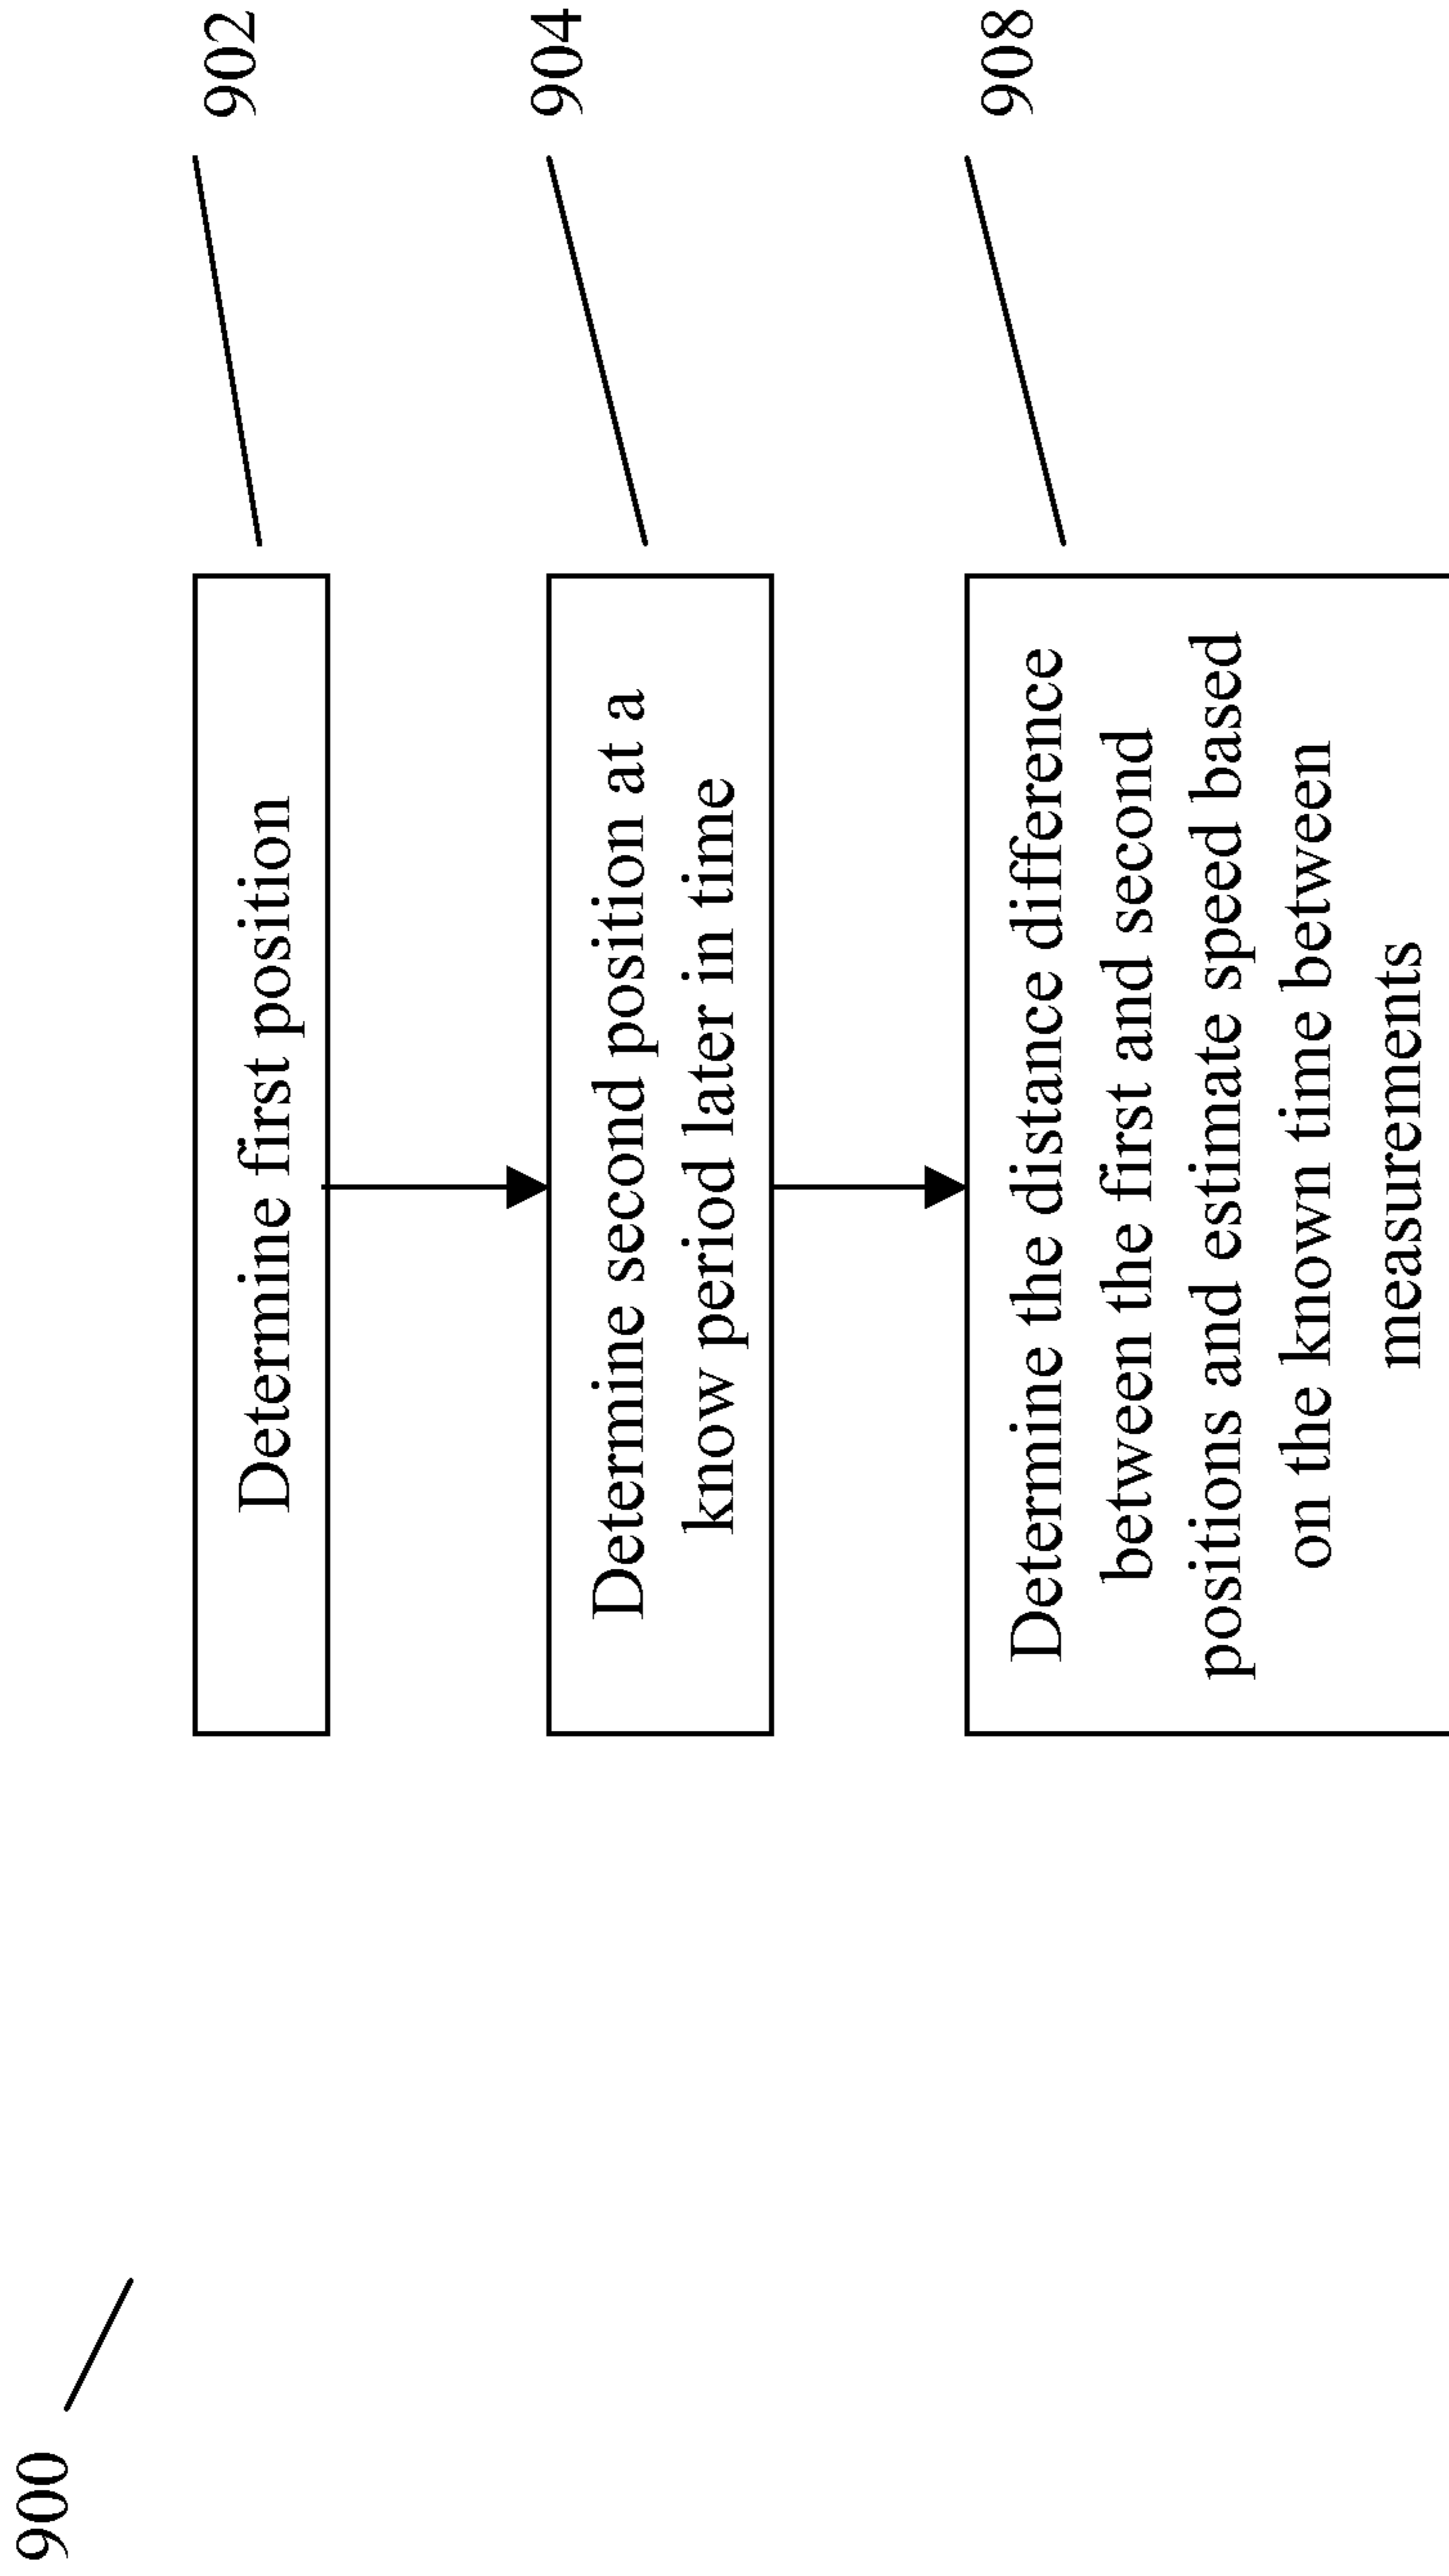 900
Determine first position
902
Determine second position at a
know period later in time
904
Determine the distance difference
between the first and second
positions and estimate speed based
on the known time between
measurements
908